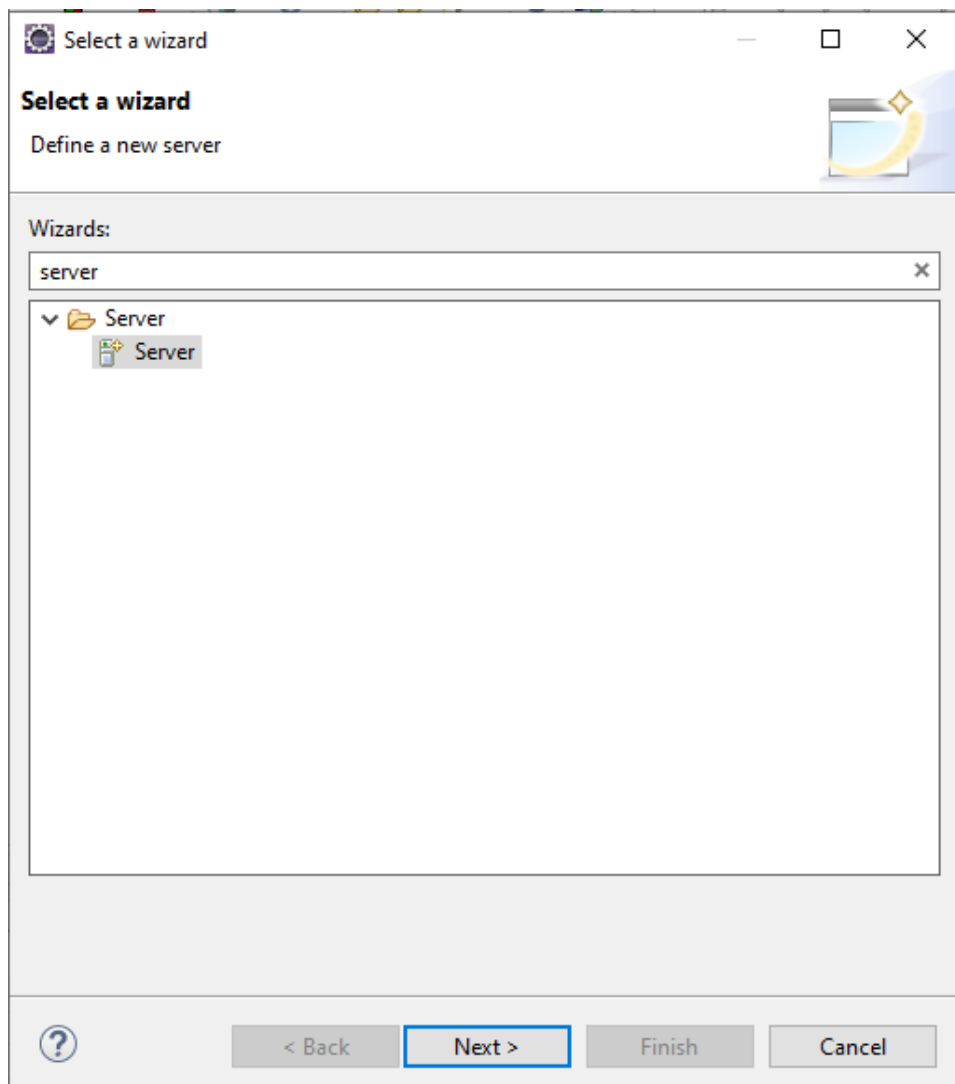 Select a wizard
Select a wizard
Define a new server
Wizards:
server
Server
Server
?
< Back
Next >
Finish
Cancel